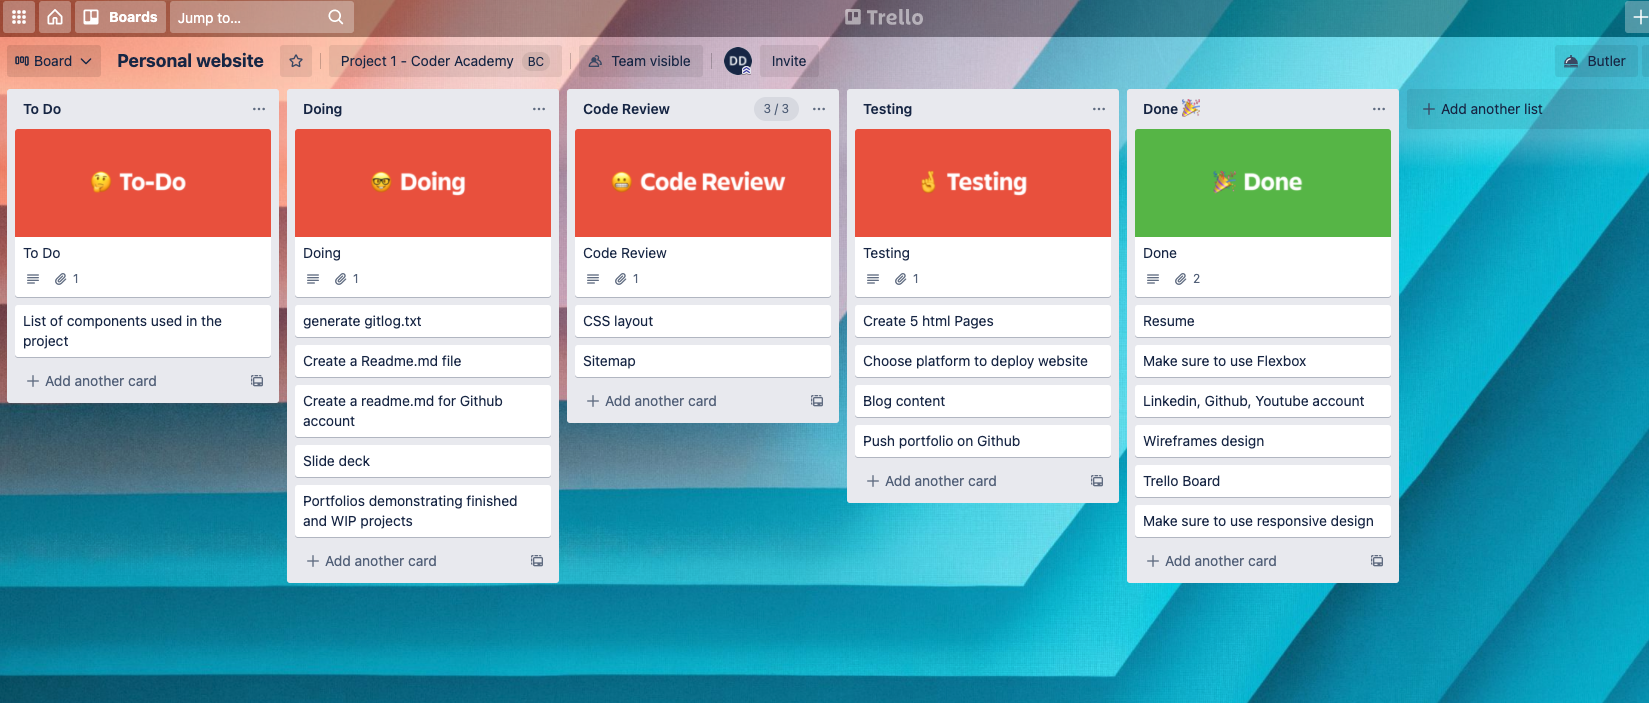 Boards
Jump to...
Trello
Board
Personal website
Project 1 - Coder Academy BC
Team visible
DD
Invite
Butler
To Do
🤔 To-Do
To Do
1
List of components used in the
project
Add another card
Doing
🤓 Doing
Doing
1
generate gitlog.txt
Create a Readme.md file
Create a readme.md for Github
account
Slide deck
Portfolios demonstrating finished
and WIP projects
Add another card
Code Review
3 / 3
😬 Code Review
Code Review
1
CSS layout
Sitemap
Add another card
Testing
🤞 Testing
Testing
1
Create 5 html Pages
Choose platform to deploy website
Blog content
Push portfolio on Github
Add another card
Done 🎉
🎉 Done
Done
2
Resume
Make sure to use Flexbox
Linkedin, Github, Youtube account
Wireframes design
Trello Board
Make sure to use responsive design
Add another card
Add another list